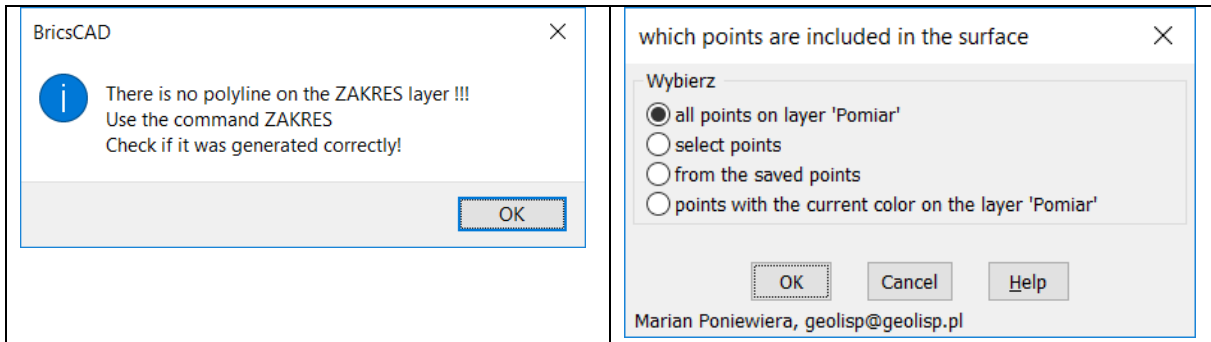 BricsCAD
There is no polyline on the ZAKRES layer !!!
Use the command ZAKRES
Check if it was generated correctly!
OK
which points are included in the surface
Wybierz
all points on layer 'Pomiar'
select points
from the saved points
points with the current color on the layer 'Pomiar'
OK Cancel Help
Marian Poniewiera, geolisp@geolisp.pl